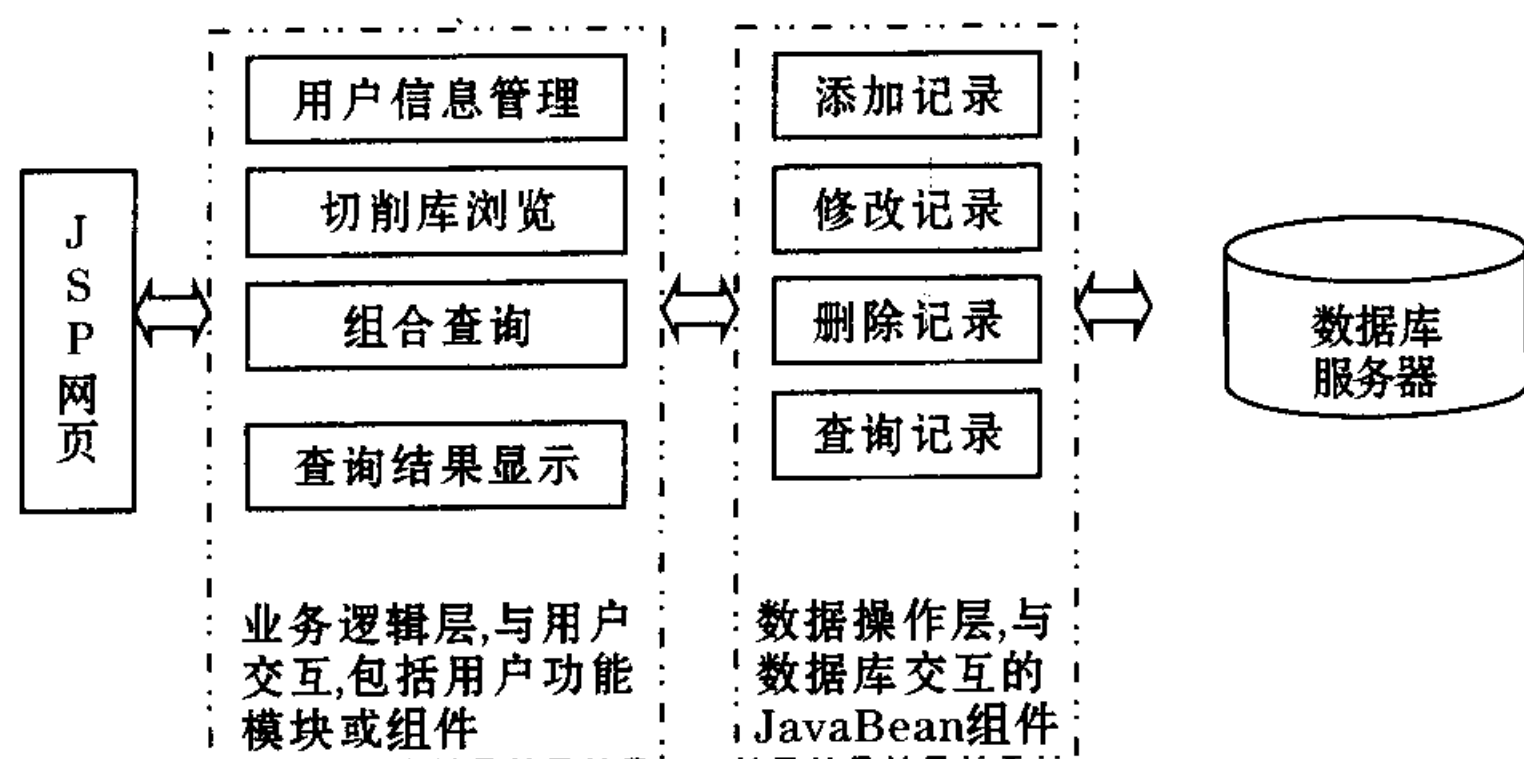 JSP网页
用户信息管理
切削库浏览
组合查询
查询结果显示
业务逻辑层,与用户
交互,包括用户功能
模块或组件
添加记录
修改记录
删除记录
查询记录
数据操作层,与
数据库交互的
JavaBean组件
数据库
服务器